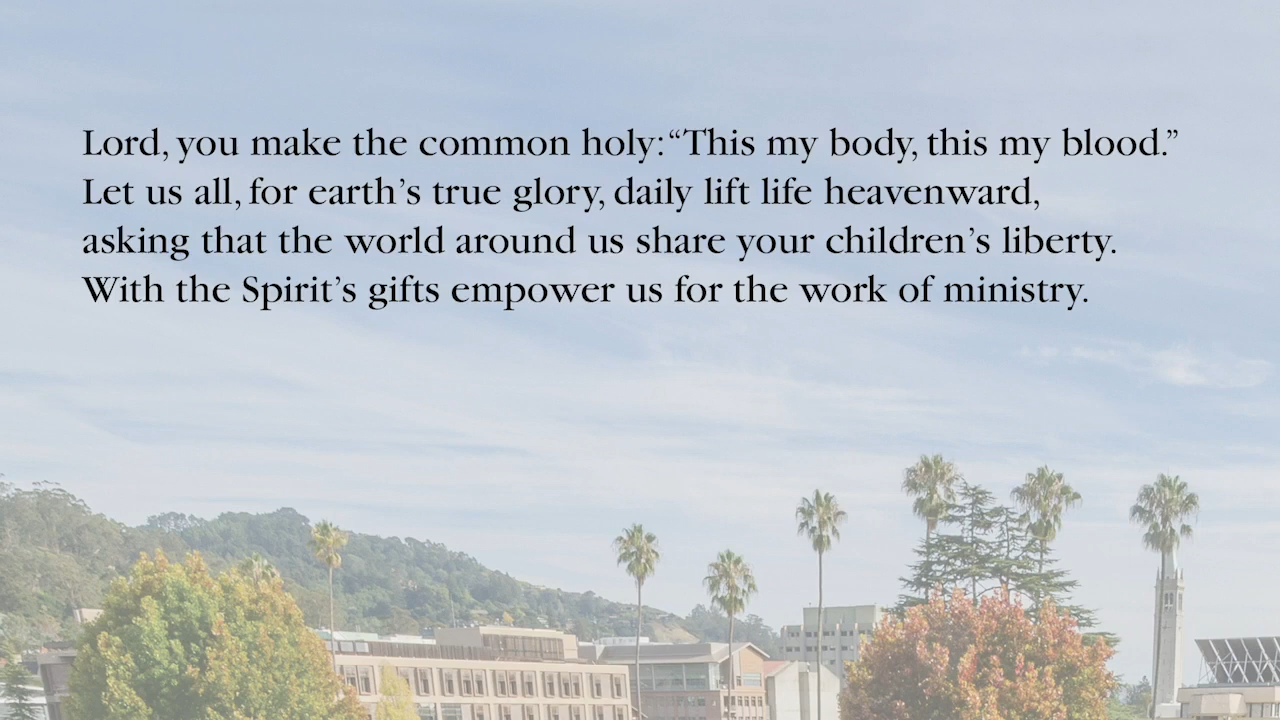 Lord, you make the common holy: “This my body, this my blood.”
Let us all, for earth’s true glory, daily lift life heavenward,
asking that the world around us share your children’s liberty.
With the Spirit’s gifts empower us for the work of ministry.